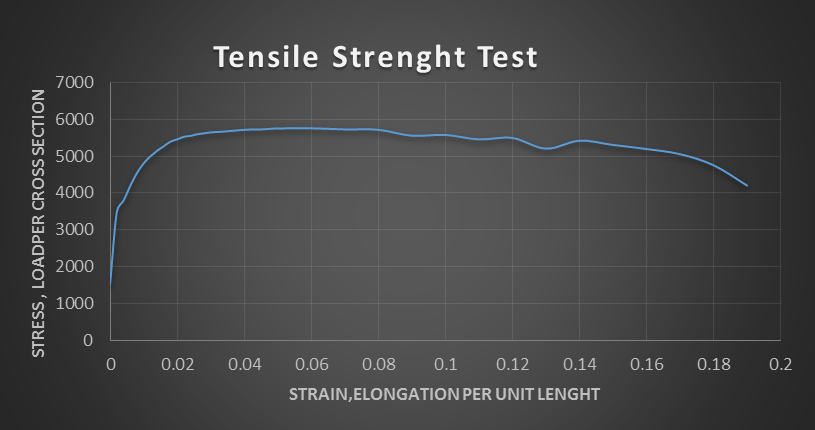 Tensile Strenght Test
7000
6000
5000
4000
3000
2000
1000
0
STRESS, LOADPER CROSS SECTION
0 0.02 0.04 0.06 0.08 0.1 0.12 0.14 0.16 0.18 0.2
STRAIN,ELONGATION PER UNIT LENGHT